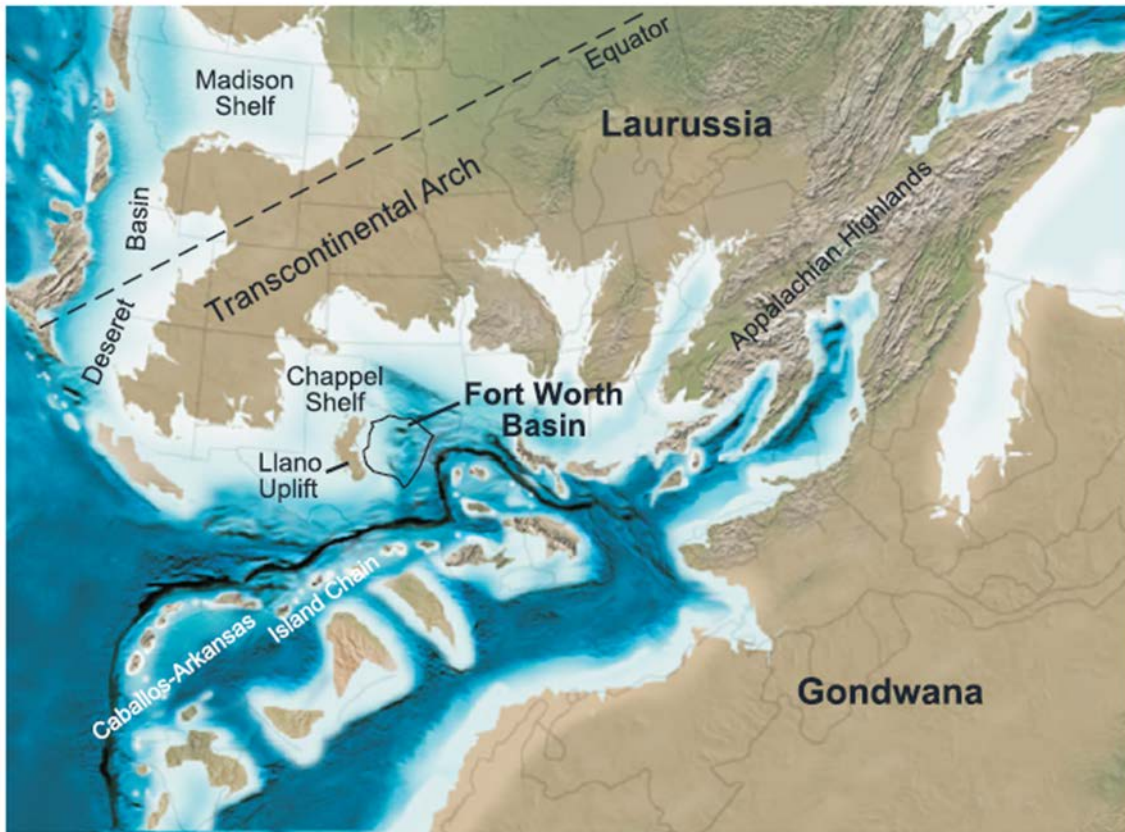 Equator
Madison
Shelf
Laurussia
Transcontinental Arch
Basin
Deseret
Appalachian Highlands
Chappel
Shelf
Fort Worth
Basin
Llano
Uplift
Caballos-Arkansas
Island Chain
Gondwana